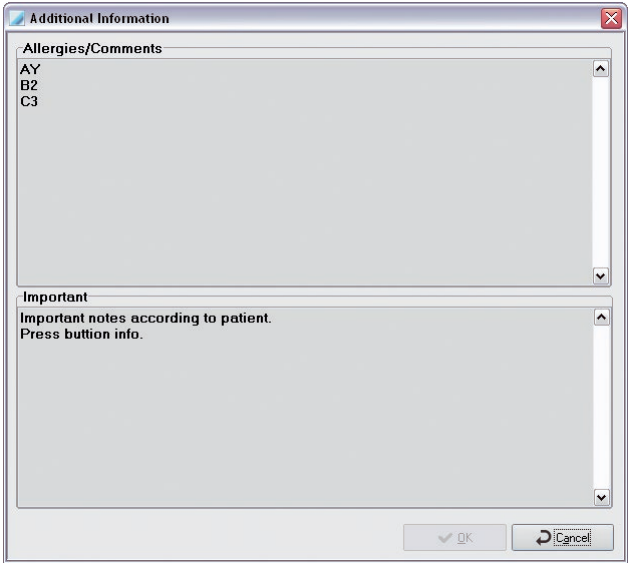 Additional Information
Allergies/Comments
AY
B2
C3
Important
Important notes according to patient.
Press buttion info.
OK
Cancel